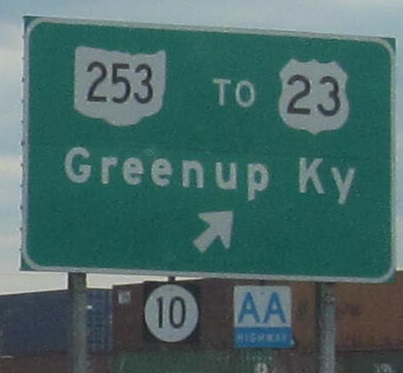 253 TO 23
Greenup Ky
10 AA
HIGHWAY